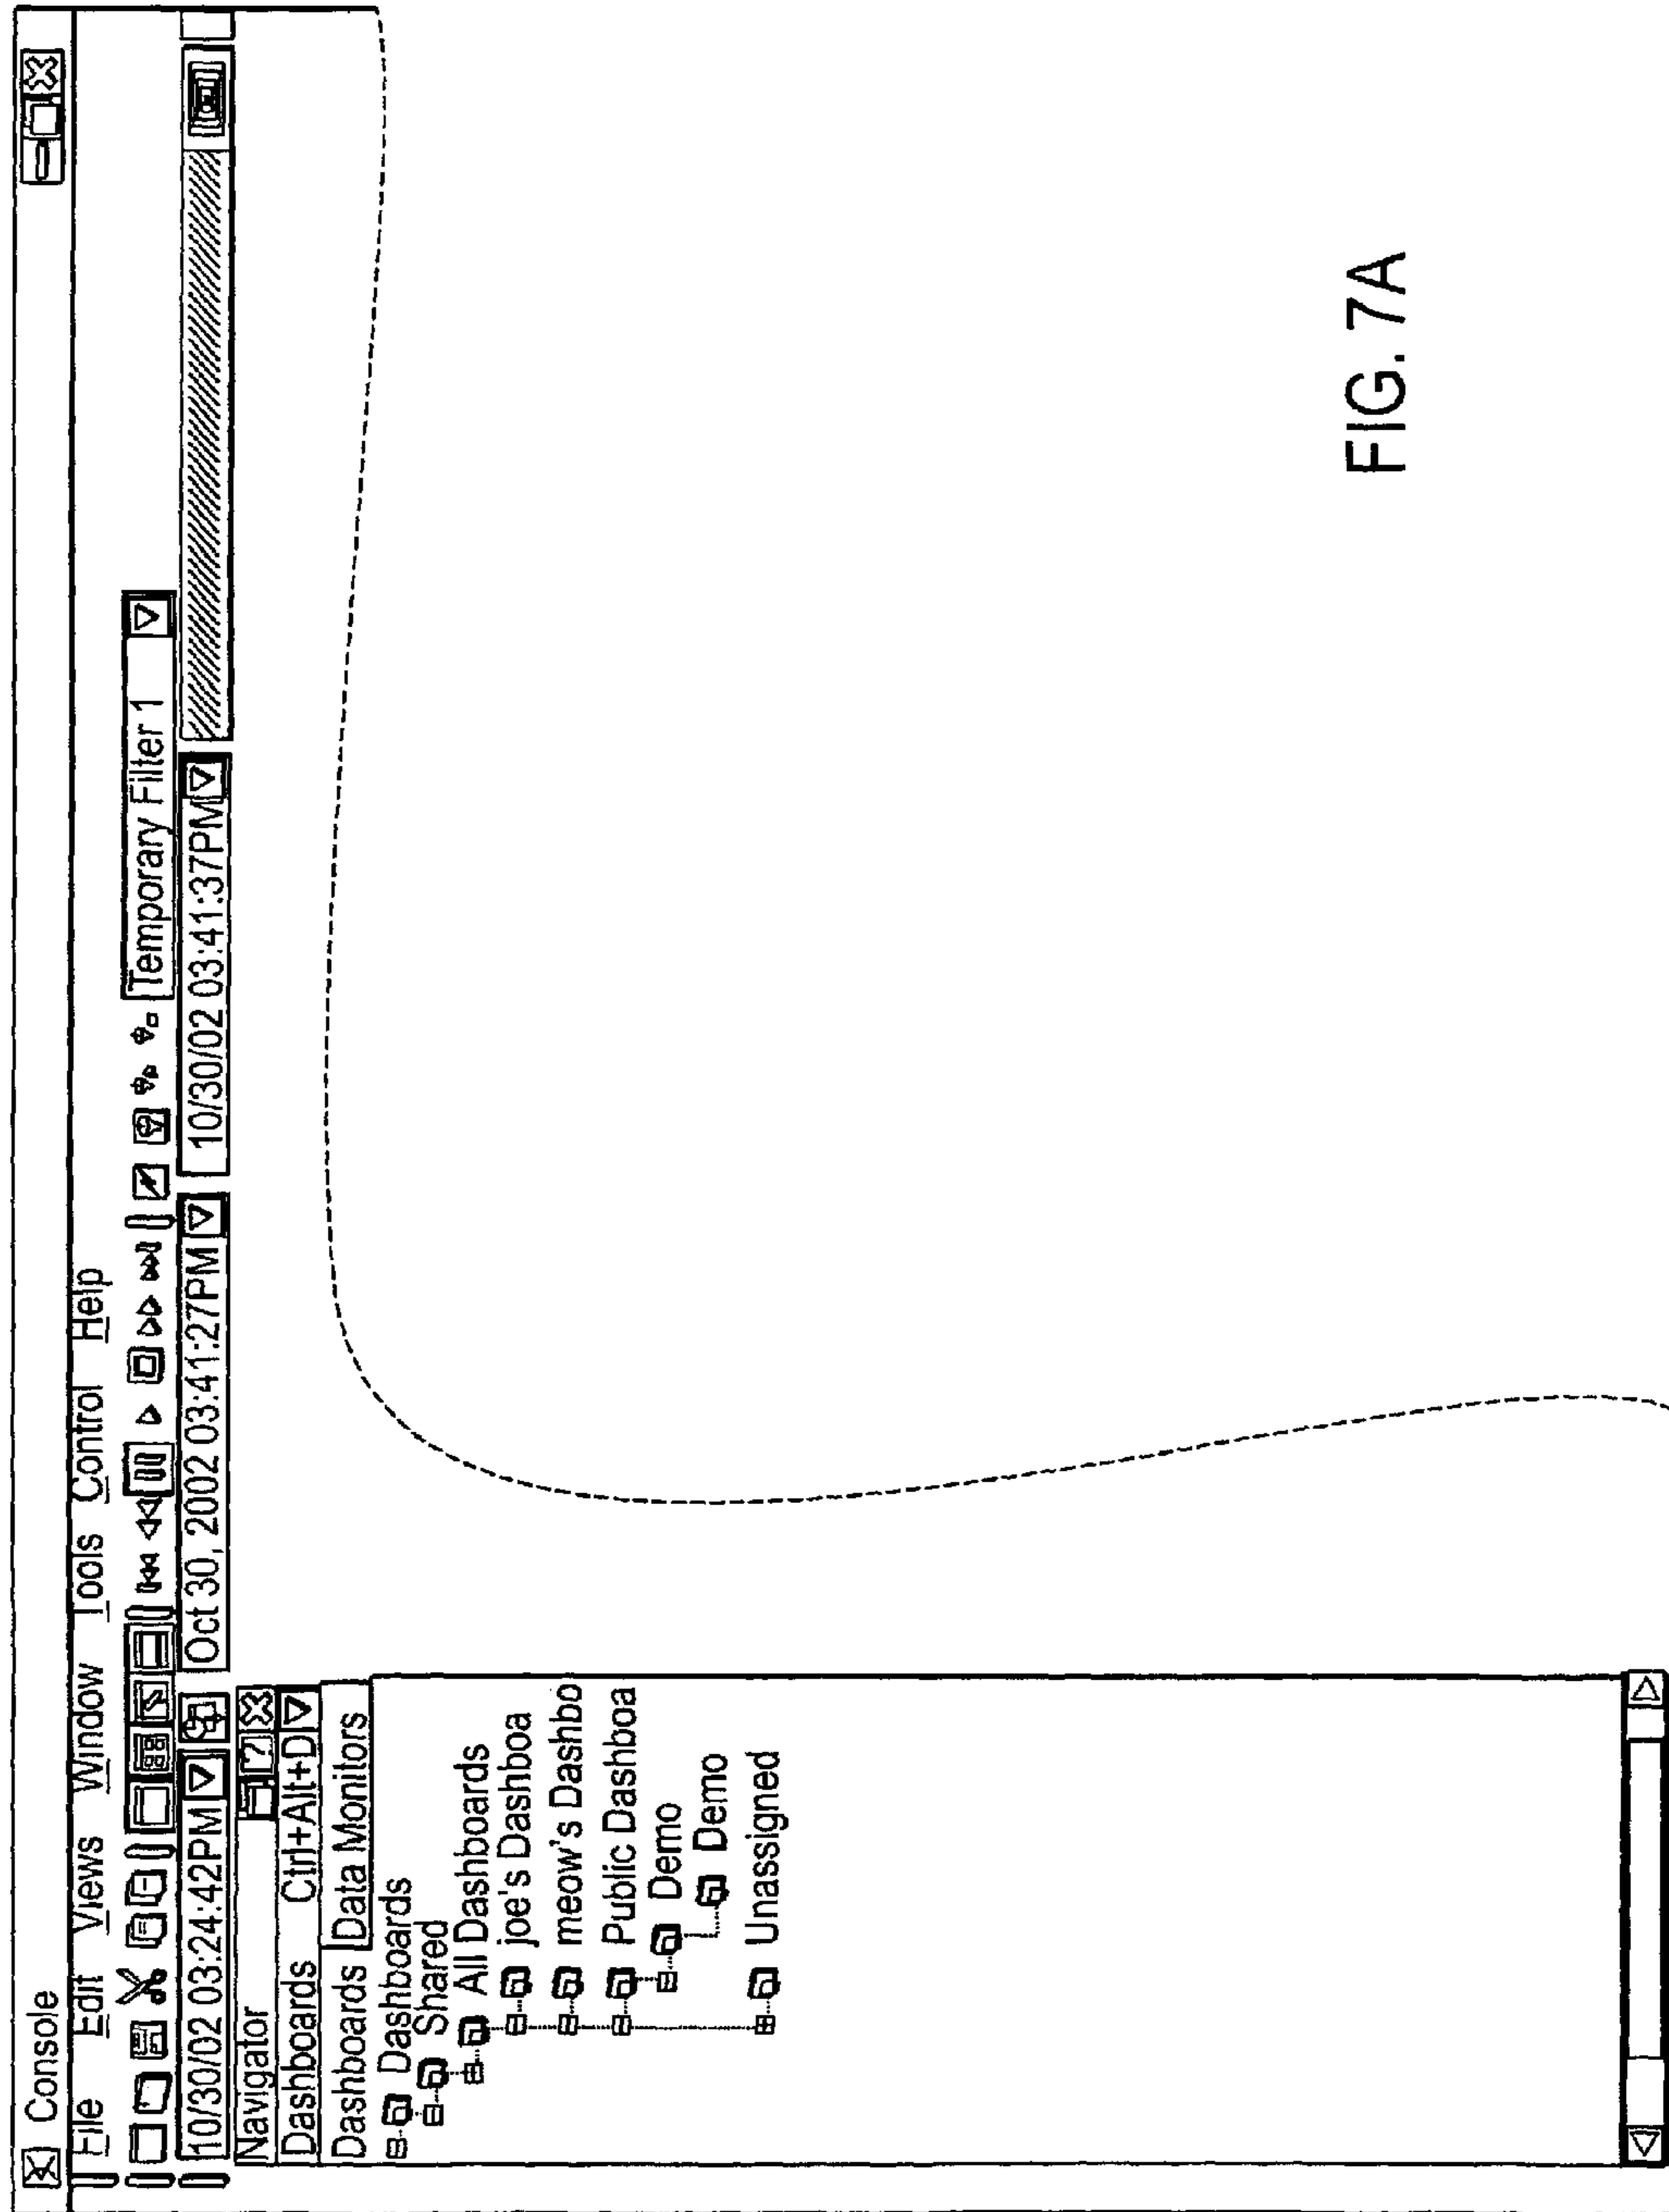 Console
File Edit Views Window Tools Control Help
Temporary Filter 1
10/30/02 03:24:42PM Oct 30, 2002 03:41:27PM 10/30/02 03:41:37PM
Navigator ?
Dashboards Ctrl+Alt+D
Dashboards Data Monitors
Dashboards
Shared
All Dashboards
joe's Dashboa
meow's Dashbo
Public Dashboa
Demo
Demo
Unassigned
FIG. 7A